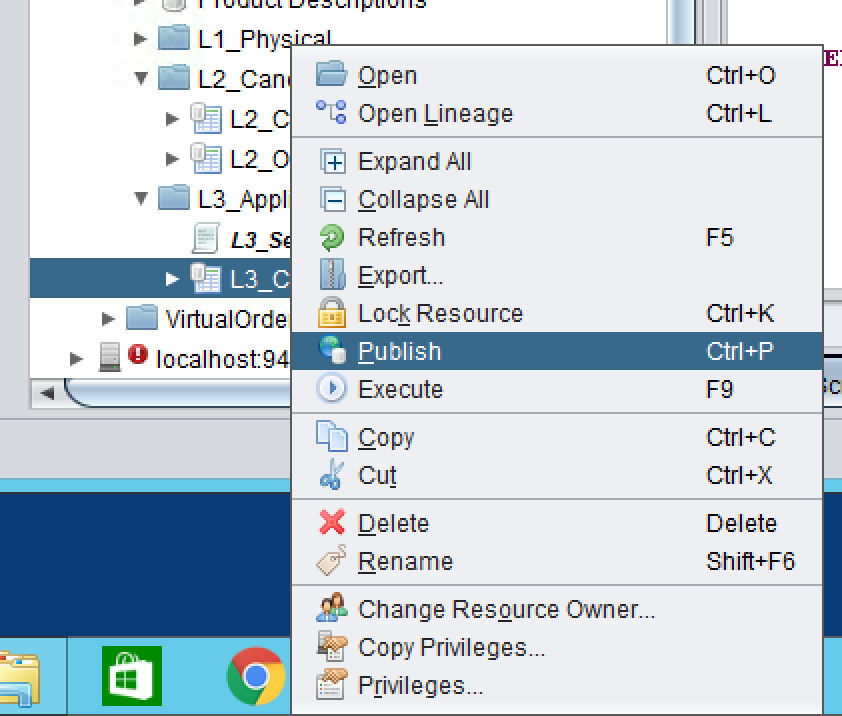 Product Descriptions
L1_Physical
L2_Can
L2_C
L2_O
L3_Appli
L3_Se
L3_C
VirtualOrde
localhost:94
Open Ctrl+O
Open Lineage Ctrl+L
Expand All
Collapse All
Refresh F5
Export...
Lock Resource Ctrl+K
Publish Ctrl+P
Execute F9
Copy Ctrl+C
Cut Ctrl+X
Delete Delete
Rename Shift+F6
Change Resource Owner...
Copy Privileges...
Privileges...